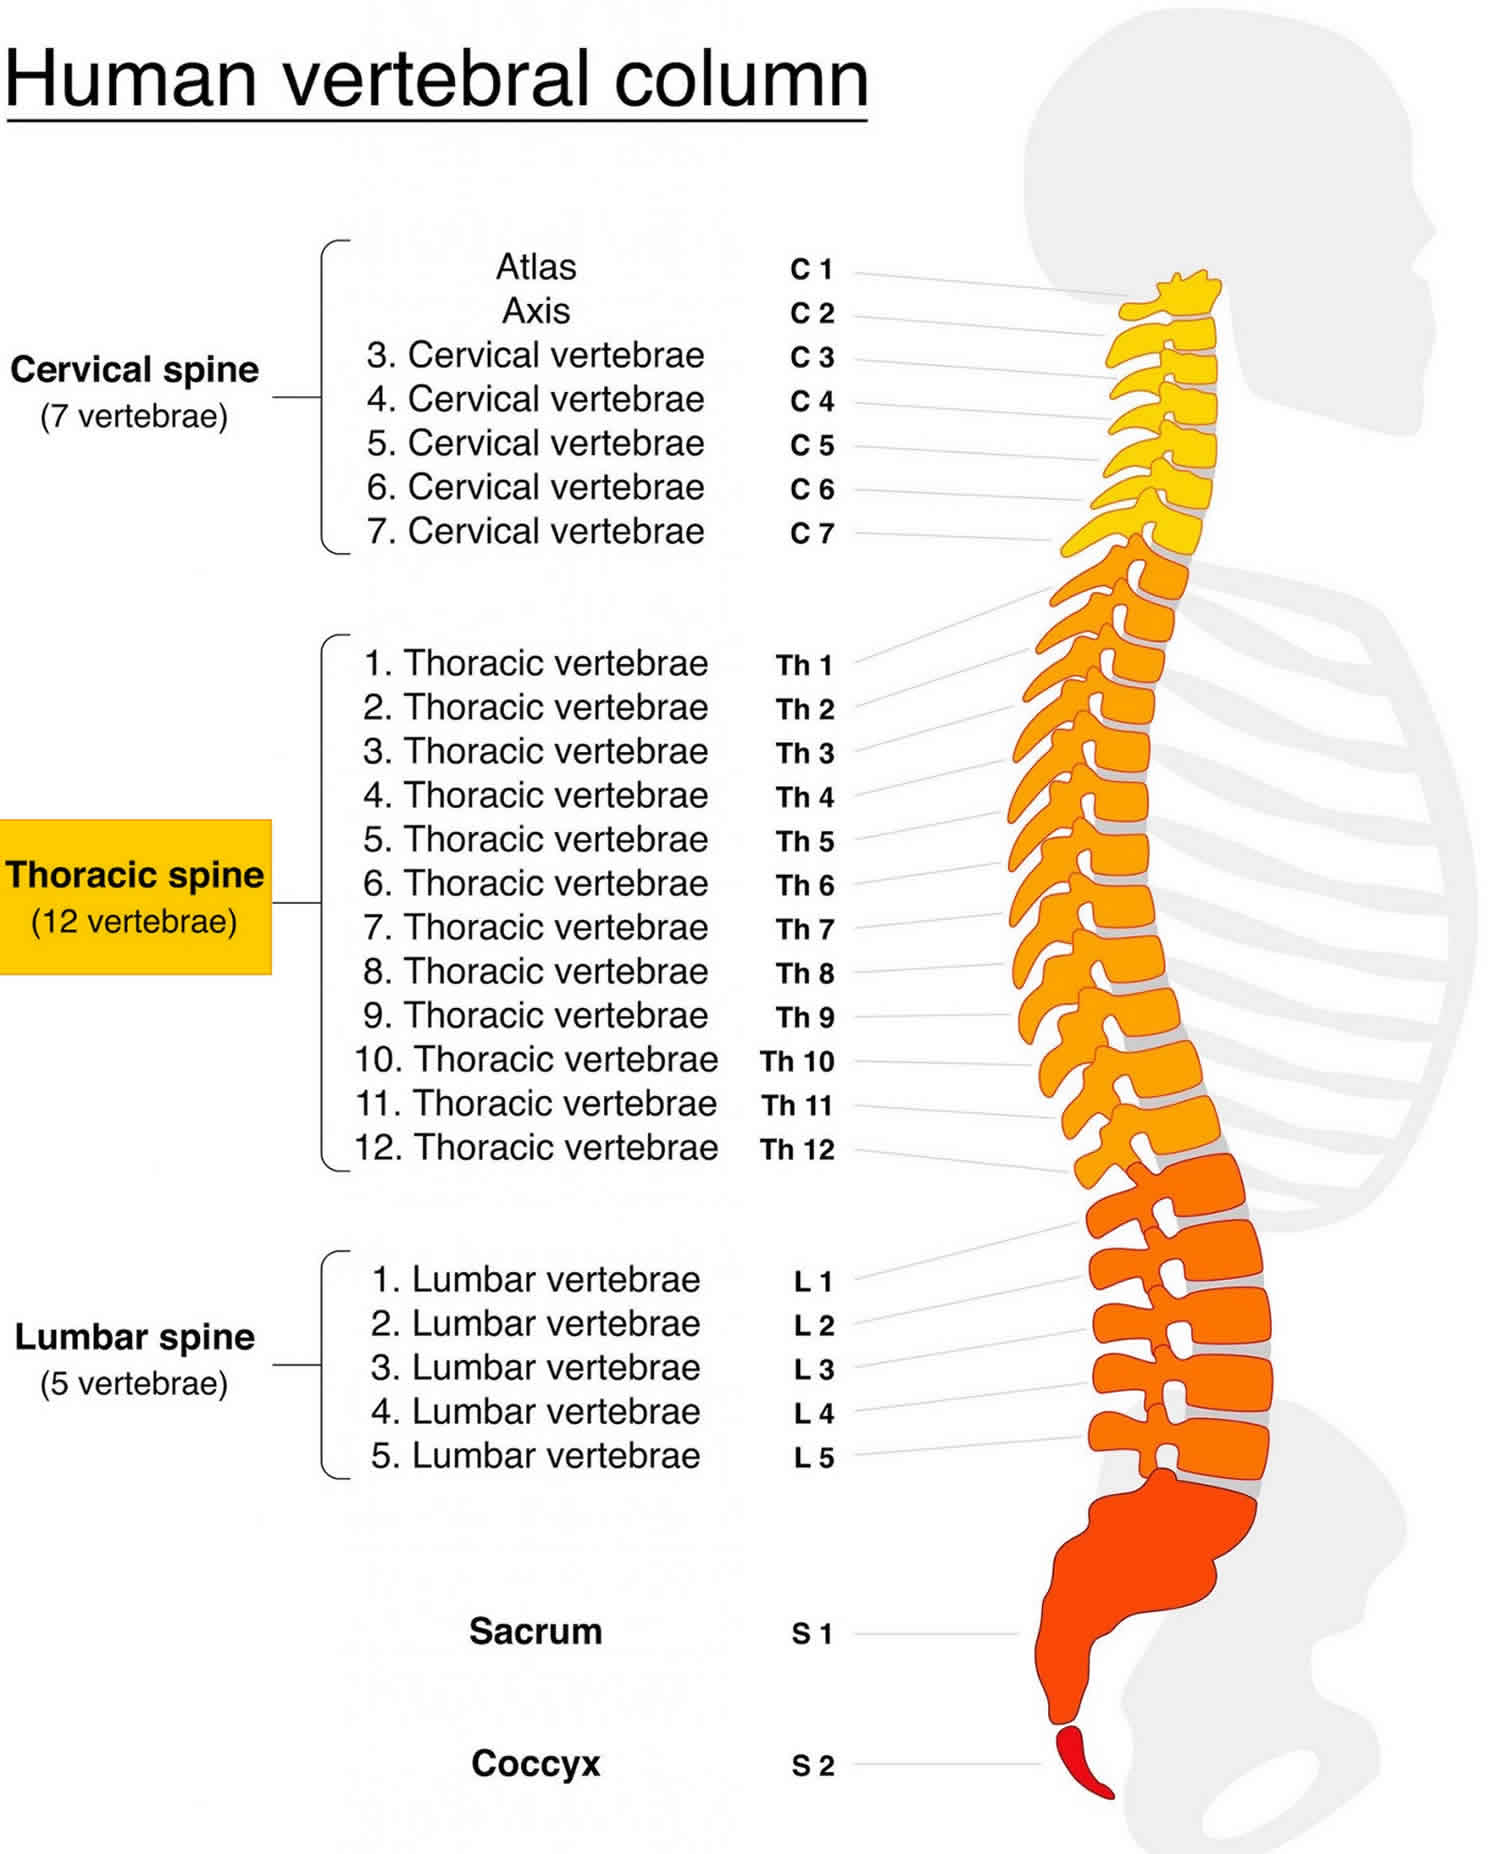 Human vertebral column
Cervical spine
(7 vertebrae)
Atlas C 1
Axis C 2
3. Cervical vertebrae C 3
4. Cervical vertebrae C 4
5. Cervical vertebrae C 5
6. Cervical vertebrae C 6
7. Cervical vertebrae C 7
Thoracic spine
(12 vertebrae)
1. Thoracic vertebrae Th 1
2. Thoracic vertebrae Th 2
3. Thoracic vertebrae Th 3
4. Thoracic vertebrae Th 4
5. Thoracic vertebrae Th 5
6. Thoracic vertebrae Th 6
7. Thoracic vertebrae Th 7
8. Thoracic vertebrae Th 8
9. Thoracic vertebrae Th 9
10. Thoracic vertebrae Th 10
11. Thoracic vertebrae Th 11
12. Thoracic vertebrae Th 12
Lumbar spine
(5 vertebrae)
1. Lumbar vertebrae L 1
2. Lumbar vertebrae L 2
3. Lumbar vertebrae L 3
4. Lumbar vertebrae L 4
5. Lumbar vertebrae L 5
Sacrum S 1
Coccyx S 2